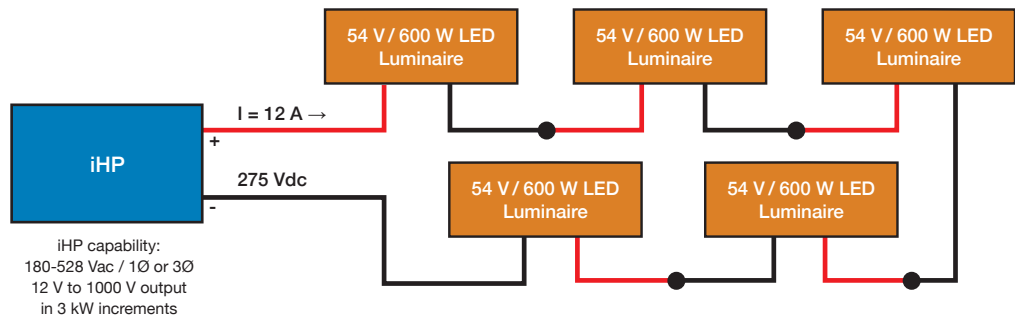 54 V / 600 W LED
Luminaire
54 V / 600 W LED
Luminaire
54 V / 600 W LED
Luminaire
I = 12 A →
+
iHP
275 Vdc
-
54 V / 600 W LED
Luminaire
54 V / 600 W LED
Luminaire
iHP capability:
180-528 Vac / 1Ø or 3Ø
12 V to 1000 V output
in 3 kW increments